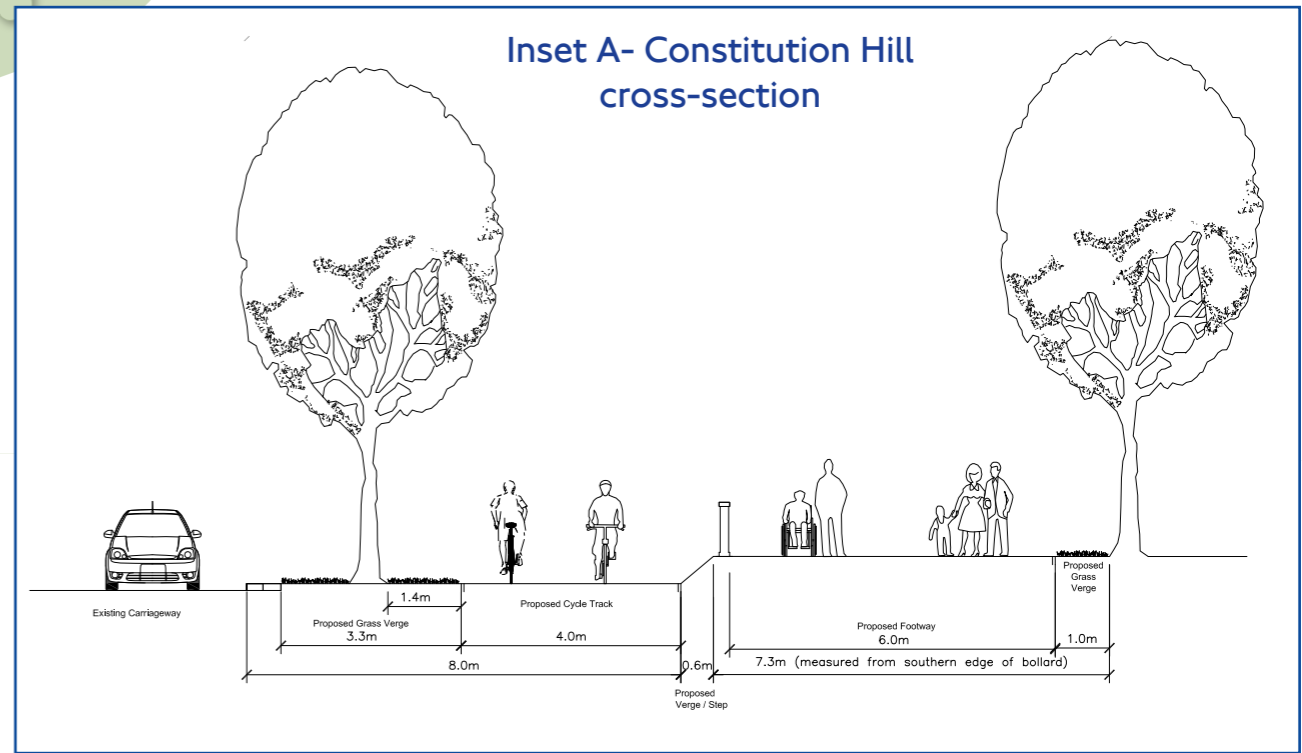 Inset A- Constitution Hill
cross-section
Existing Carriageway
1.4m
Proposed Grass Verge
3.3m
Proposed Cycle Track
4.0m
8.0m
0.6m
Proposed
Verge / Step
Proposed Footway
6.0m
7.3m (measured from southern edge of bollard)
Proposed
Grass
Verge
1.0m